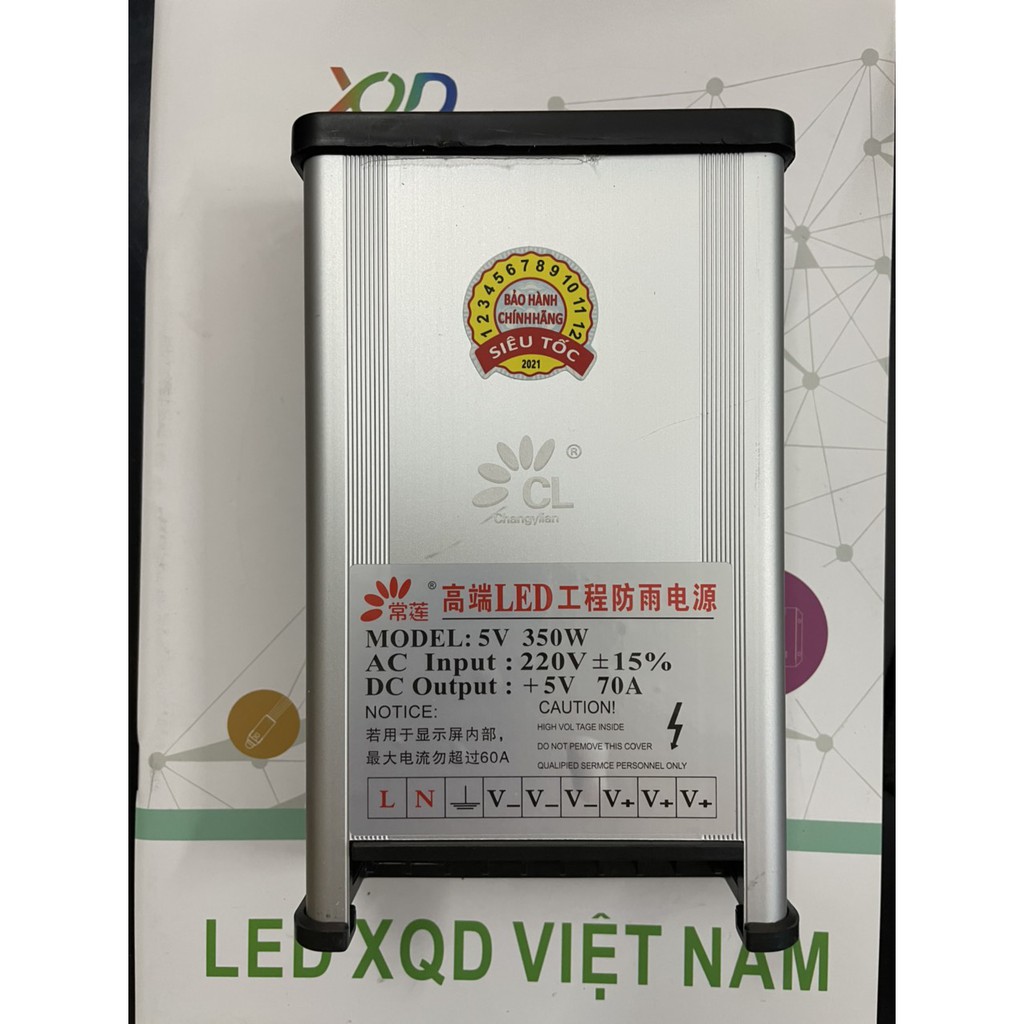 XQD
1 2 3 4 5 6 7 8 9 10 11 12
BẢO HÀNH
CHÍNH HÃNG
SIÊU TỐC
2021
®
CL
Changylian
常莲 ® 高端LED工程防雨电源
MODEL: 5V 350W
AC Input : 220V ±15%
DC Output : +5V 70A
NOTICE:
若用于显示屏内部,
最大电流勿超过60A
CAUTION!
HIGH VOL TAGE INSIDE
DO NOT PEMOVE THIS COVER
QUALIPIED SERMCE PERSONNEL ONLY
L N V- V- V- V+ V+ V+
LED XQD VIỆT NAM